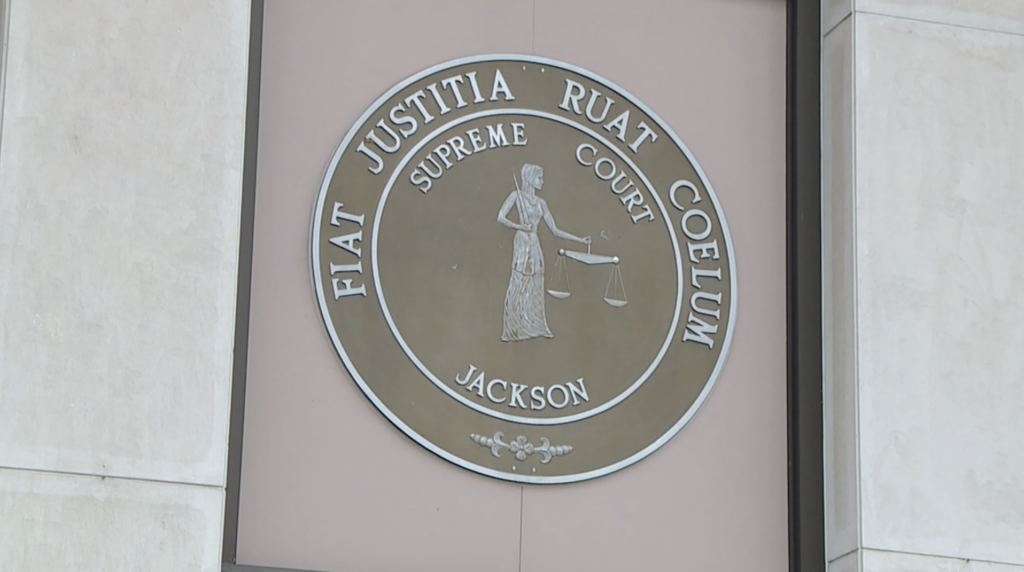 FIAT JUSTITIA RUAT COELUM
SUPREME COURT
JACKSON